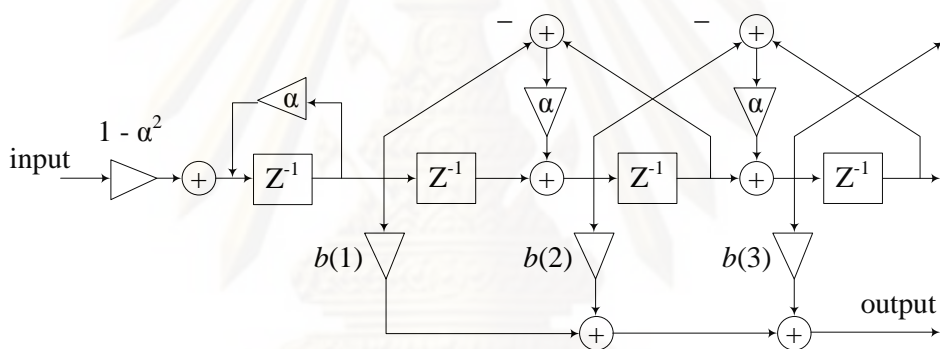 − −
α α α
1 - α²
input + Z⁻¹ Z⁻¹ + Z⁻¹ + Z⁻¹
b(1) b(2) b(3)
output
+ +
+ +